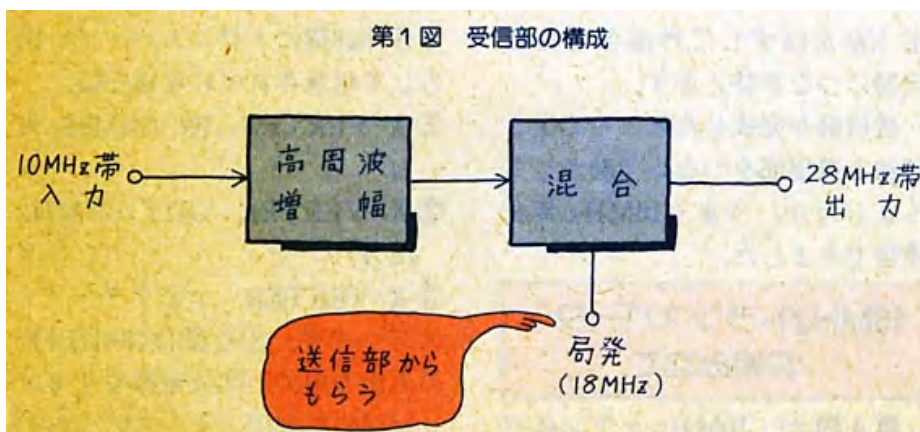 第1図 受信部の構成
10MHz帯
入力
高周波
増幅
混合
28MHz帯
出力
局発
(18MHz)
送信部から
もらう